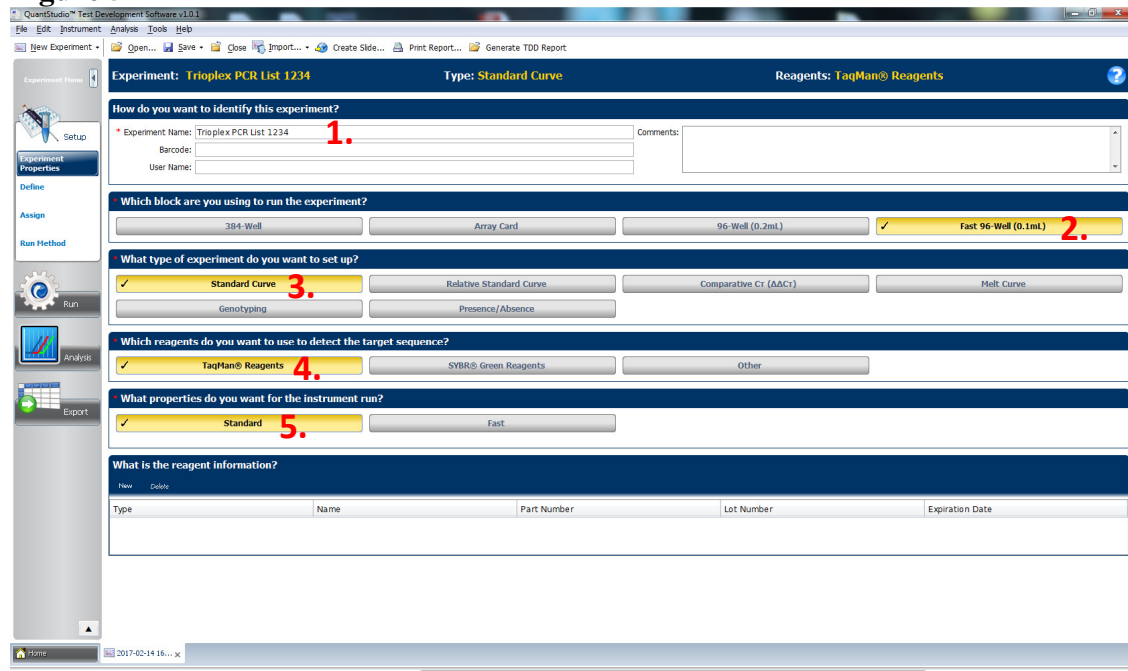 QuantStudio™ Test Development Software v1.0.1
File Edit Instrument Analysis Tools Help
New Experiment Open... Save Close Import... Create Slide... Print Report... Generate TDD Report
Experiment Menu
Experiment: Trioplex PCR List 1234 Type: Standard Curve Reagents: TaqMan® Reagents
How do you want to identify this experiment?
* Experiment Name: Trioplex PCR List 1234 1. Comments:
Barcode:
User Name:
Setup
Experiment Properties
Define
Assign
Run Method
* Which block are you using to run the experiment?
384-Well Array Card 96-Well (0.2mL) ✓ Fast 96-Well (0.1mL) 2.
* What type of experiment do you want to set up?
✓ Standard Curve 3. Relative Standard Curve Comparative CT (ΔΔCT) Melt Curve
Genotyping Presence/Absence
Run
* Which reagents do you want to use to detect the target sequence?
✓ TaqMan® Reagents 4. SYBR® Green Reagents Other
Analysis
* What properties do you want for the instrument run?
✓ Standard 5. Fast
Export
What is the reagent information?
New Delete
Type Name Part Number Lot Number Expiration Date
Home 2017-02-14 16... x